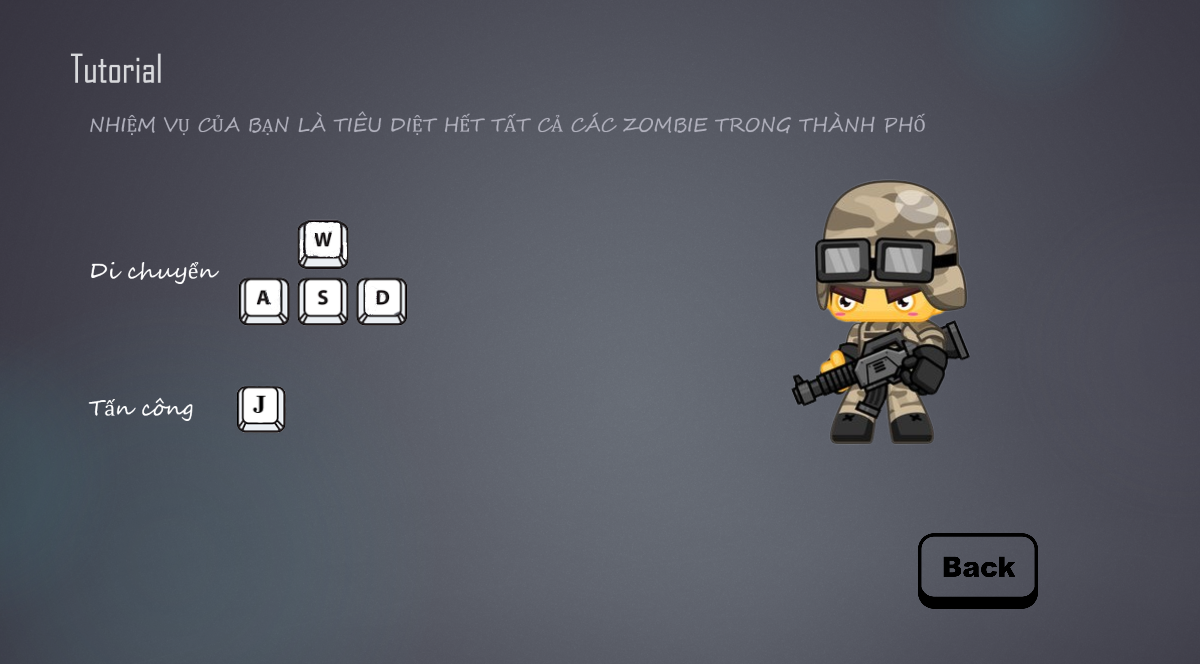 Tutorial
NHIỆM VỤ CỦA BẠN LÀ TIÊU DIỆT HẾT TẤT CẢ CÁC ZOMBIE TRONG THÀNH PHỐ
W
Di chuyển
A S D
Tấn công J
Back